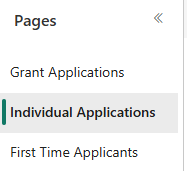 Pages
Grant Applications
Individual Applications
First Time Applicants